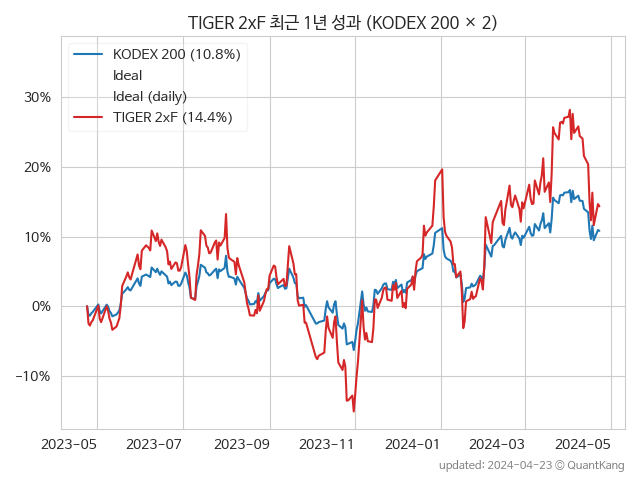 TIGER 2xF 최근 1년 성과 (KODEX 200 × 2)
KODEX 200 (10.8%)
Ideal
Ideal (daily)
TIGER 2xF (14.4%)
30%
20%
10%
0%
−10%
2023-05 2023-07 2023-09 2023-11 2024-01 2024-03 2024-05
updated: 2024-04-23 © QuantKang